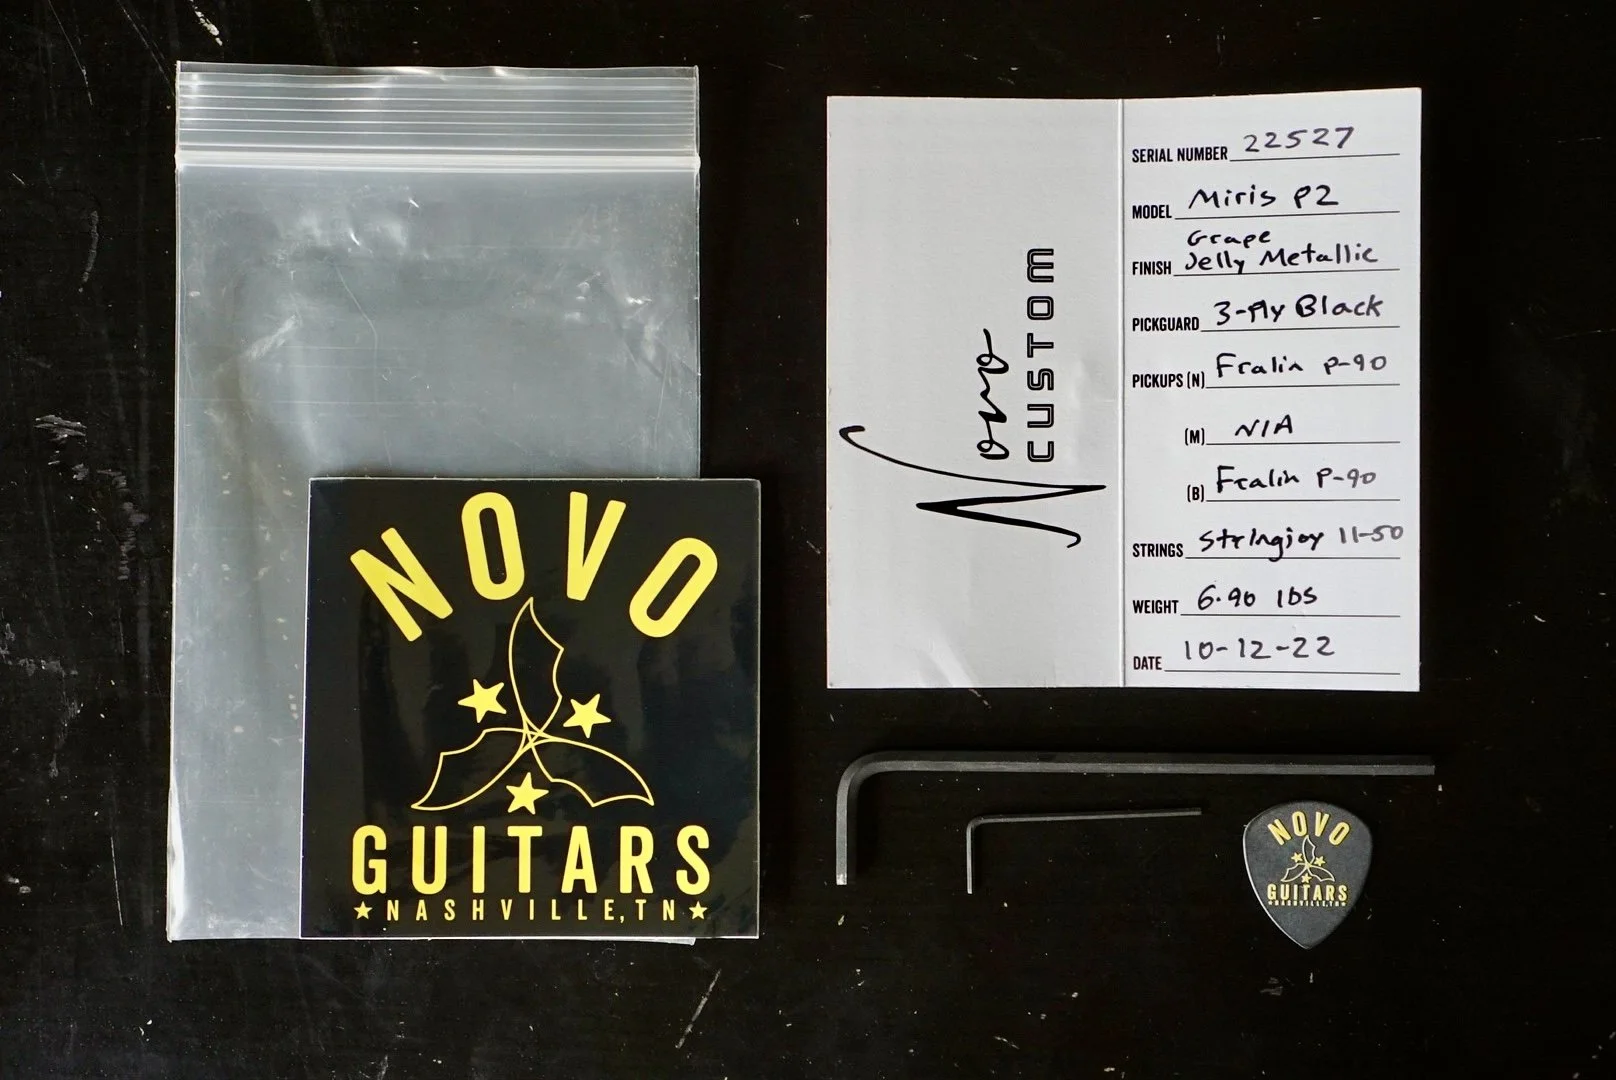 NOVO
GUITARS
★NASHVILLE,TN★
Novo
CUSTOM
SERIAL NUMBER 22527
MODEL Miris P2
Grape
FINISH Jelly Metallic
PICKGUARD 3-Ply Black
PICKUPS (N) Fralin P-90
(M) N/A
(B) Fralin P-90
STRINGS Stringjoy 11-50
WEIGHT 6.90 lbs
DATE 10-12-22
NOVO
GUITARS
★NASHVILLE,TN★